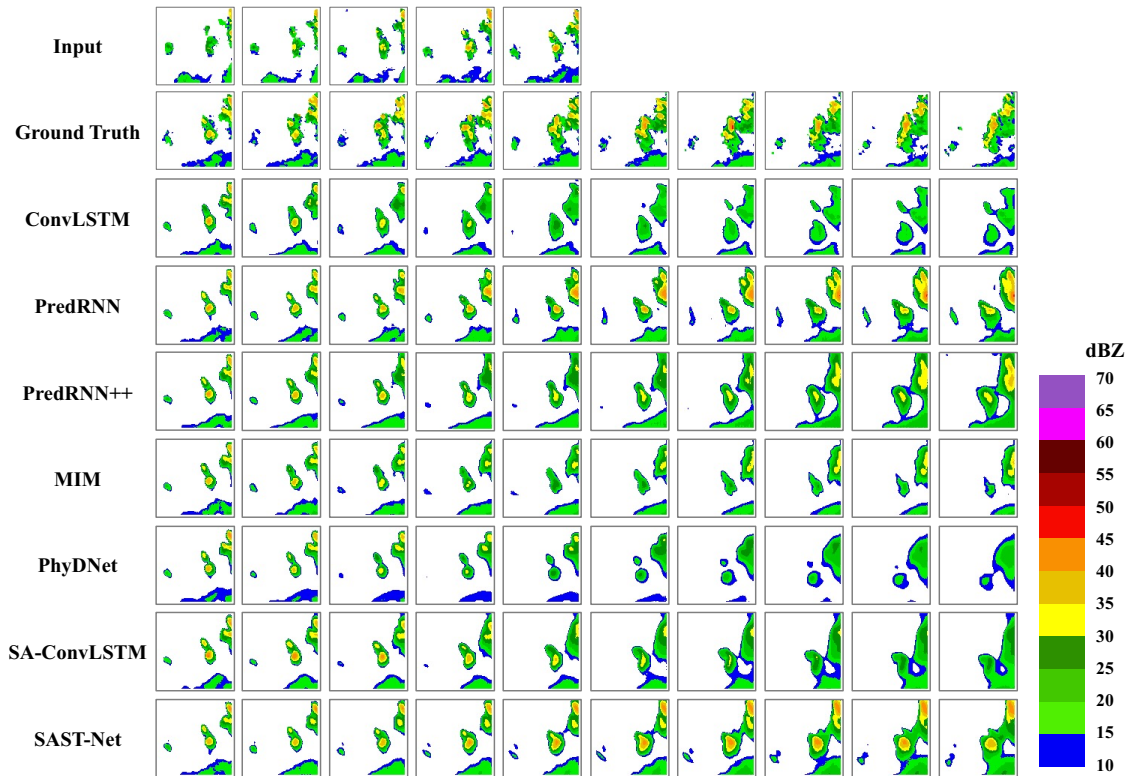 Input
Ground Truth
ConvLSTM
PredRNN
PredRNN++
MIM
PhyDNet
SA-ConvLSTM
SAST-Net
dBZ
70
65
60
55
50
45
40
35
30
25
20
15
10